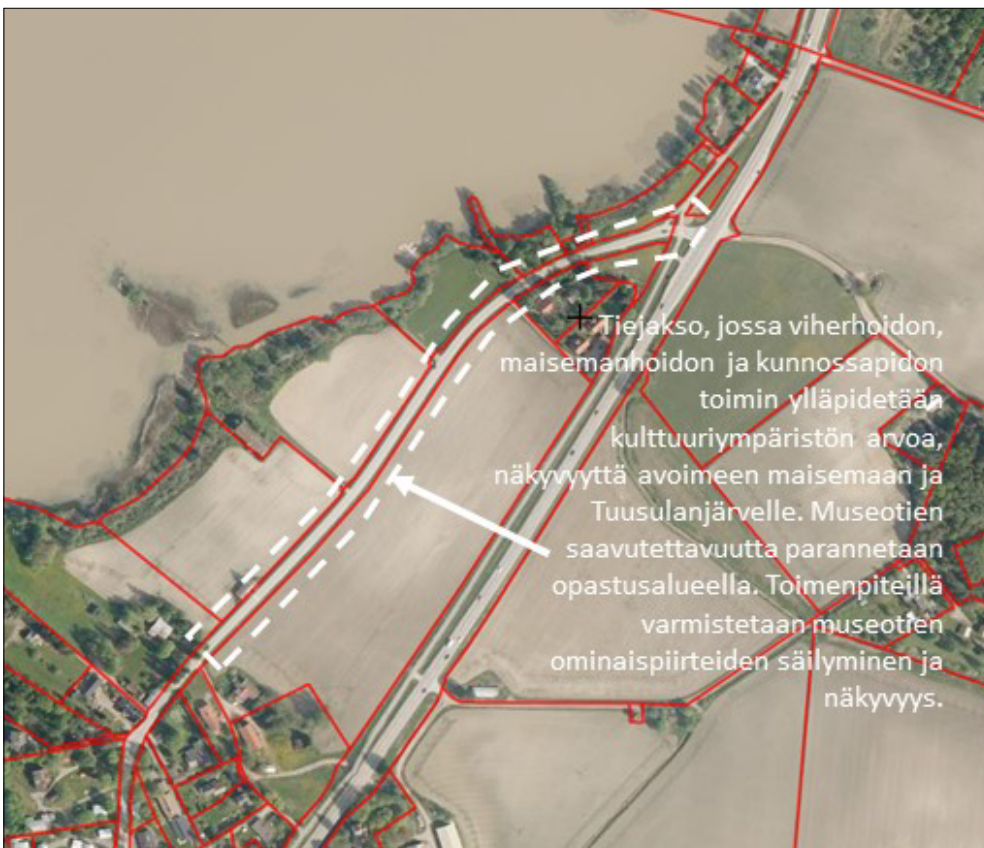 Tiejakso, jossa viherhoidon,
maisemanhoidon ja kunnossapidon
toimin ylläpidetään
kulttuuriympäristön arvoa,
näkyvyyttä avoimeen maisemaan ja
Tuusulanjärvelle. Museotien
saavutettavuutta parannetaan
opastusalueella. Toimenpiteillä
varmistetaan museotien
ominaispiirteiden säilyminen ja
näkyvyys.